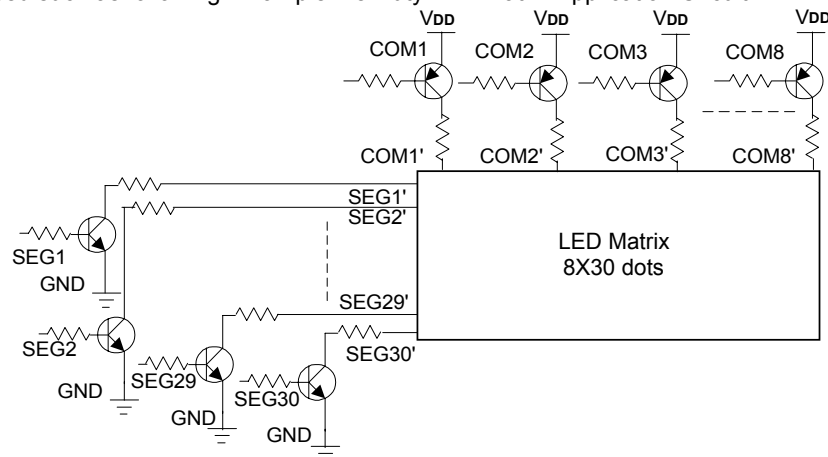 VDD VDD VDD VDD
COM1 COM2 COM3 COM8
COM1' COM2' COM3' COM8'
SEG1'
SEG2'
LED Matrix
8X30 dots
SEG1
GND
SEG29'
SEG2
SEG30'
SEG29
SEG30
GND
GND
GND